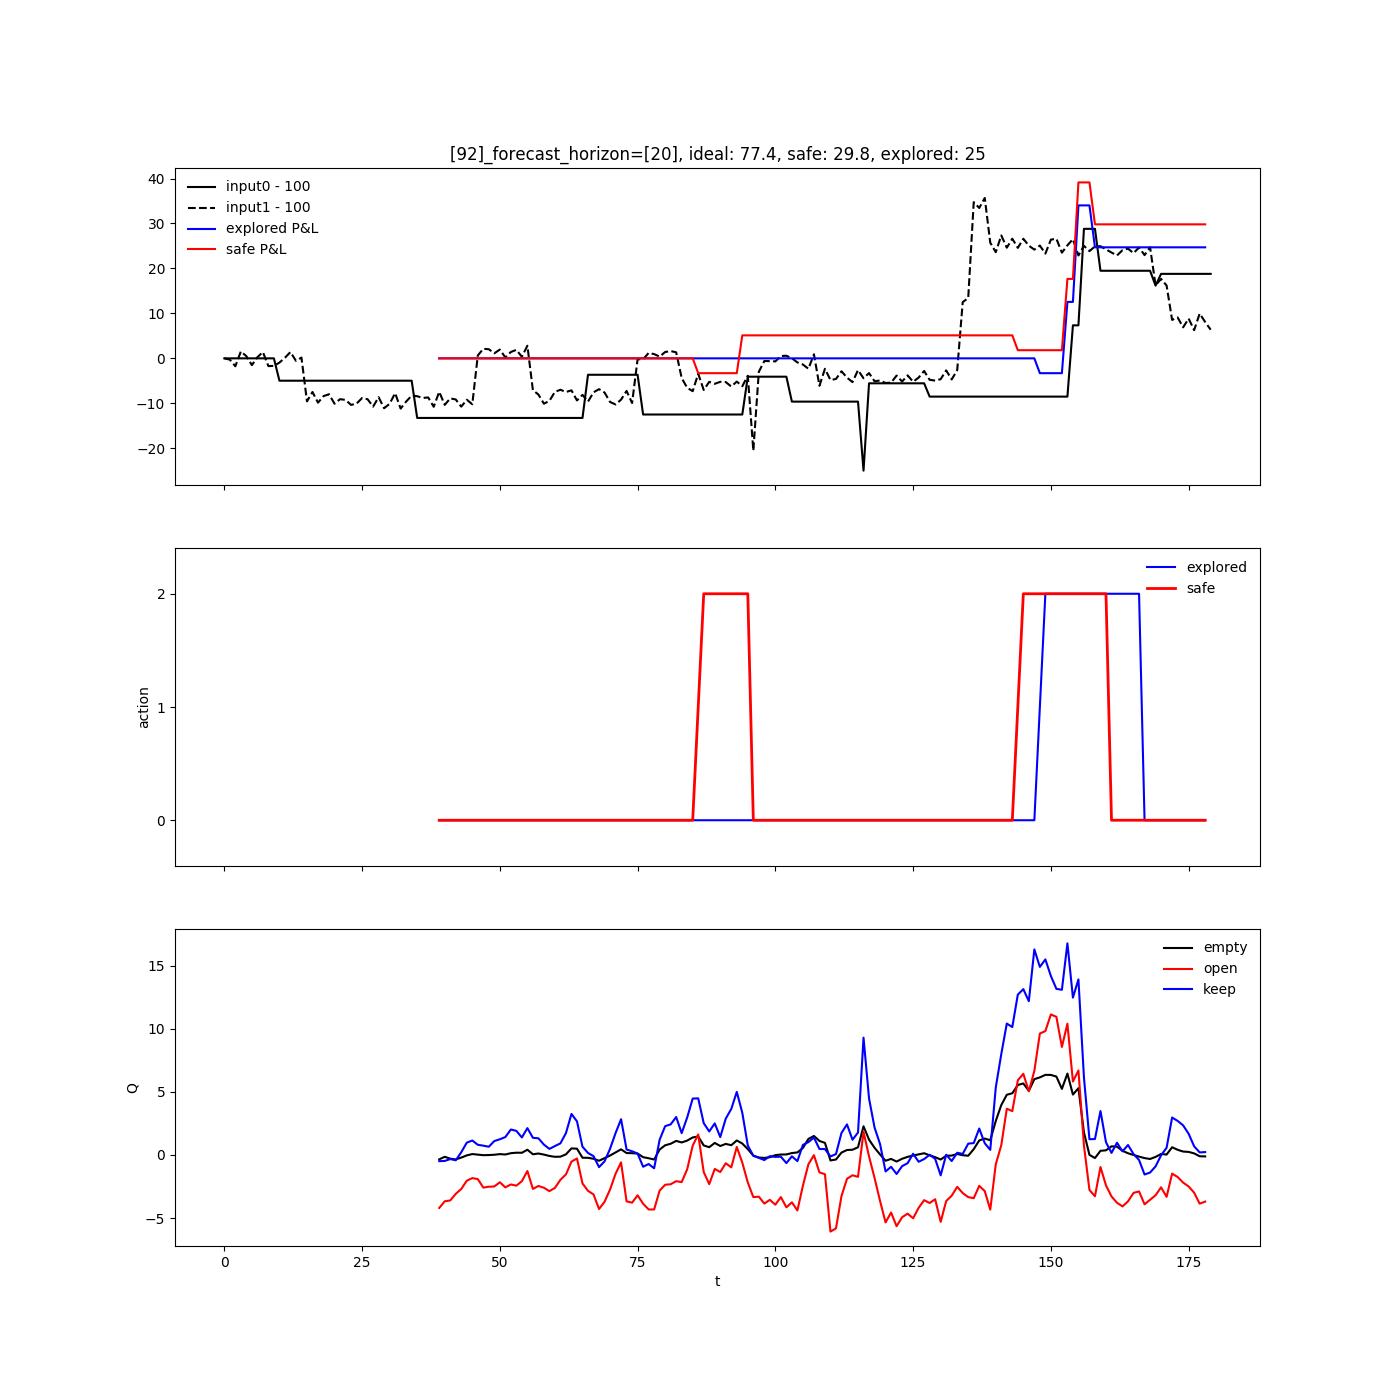 [92]_forecast_horizon=[20], ideal: 77.4, safe: 29.8, explored: 25
40
30
20
10
0
−10
−20
input0 - 100
input1 - 100
explored P&L
safe P&L
2
1
0
action
explored
safe
15
10
5
0
−5
Q
empty
open
keep
0 25 50 75 100 125 150 175
t